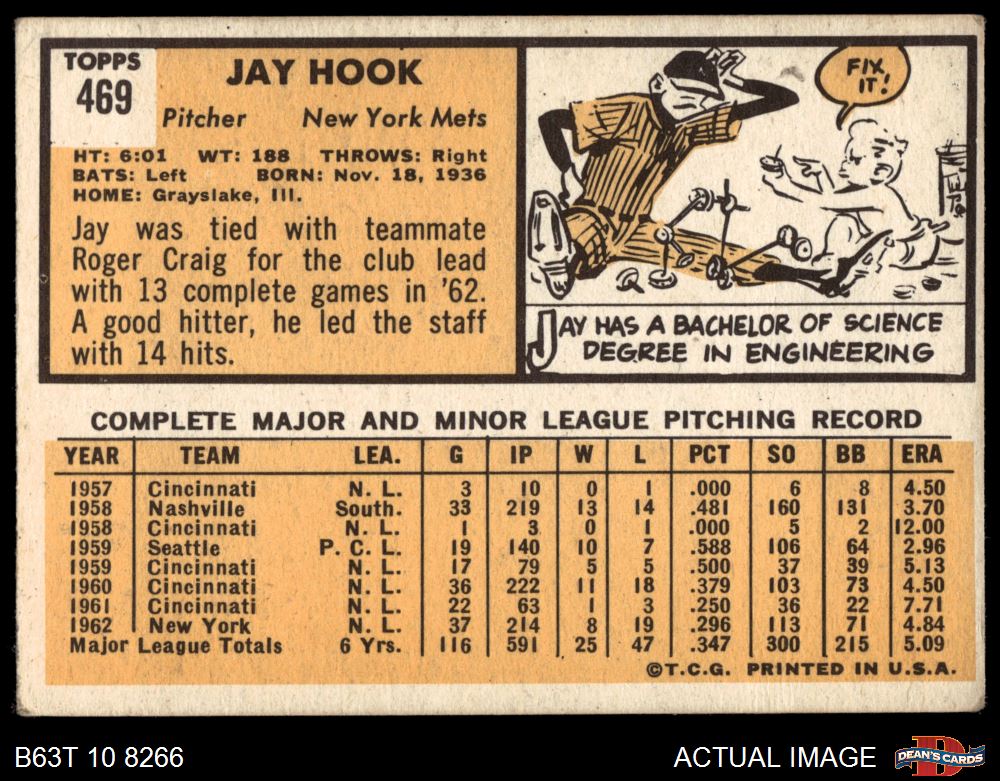 TOPPS
469
JAY HOOK
Pitcher New York Mets
HT: 6:01 WT: 188 THROWS: Right
BATS: Left BORN: Nov. 18, 1936
HOME: Grayslake, Ill.
Jay was tied with teammate
Roger Craig for the club lead
with 13 complete games in '62.
A good hitter, he led the staff
with 14 hits.
FIX
IT!
JAY HAS A BACHELOR OF SCIENCE
DEGREE IN ENGINEERING
COMPLETE MAJOR AND MINOR LEAGUE PITCHING RECORD
YEAR TEAM LEA. G IP W L PCT SO BB ERA
1957 Cincinnati N. L. 3 10 0 1 .000 6 8 4.50
1958 Nashville South. 33 219 13 14 .481 160 131 3.70
1958 Cincinnati N. L. 1 3 0 1 .000 5 2 12.00
1959 Seattle P. C. L. 19 140 10 7 .588 106 64 2.96
1959 Cincinnati N. L. 17 79 5 5 .500 37 39 5.13
1960 Cincinnati N. L. 36 222 11 18 .379 103 73 4.50
1961 Cincinnati N. L. 22 63 1 3 .250 36 22 7.71
1962 New York N. L. 37 214 8 19 .296 113 71 4.84
Major League Totals 6 Yrs. 116 591 25 47 .347 300 215 5.09
©T.C.G. PRINTED IN U.S.A.
B63T 10 8266 ACTUAL IMAGE
D
DEAN'S CARDS